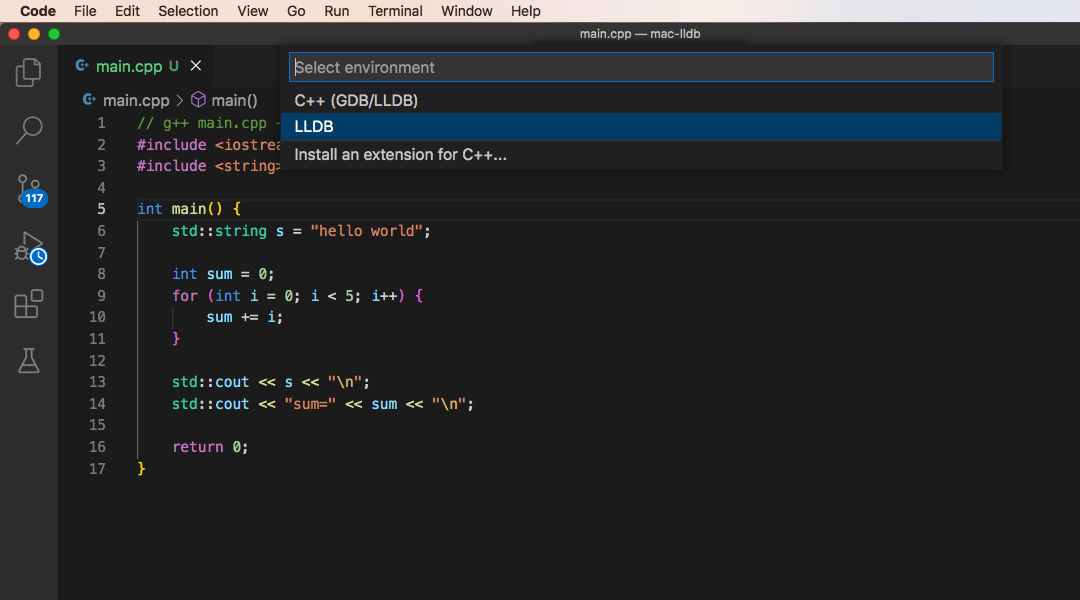 Code File Edit Selection View Go Run Terminal Window Help
main.cpp — mac-lldb
main.cpp U
Select environment
main.cpp > main()
C++ (GDB/LLDB)
LLDB
Install an extension for C++...
1 // g++ main.cpp
2 #include <iostrea
3 #include <string>
4
5 int main() {
6 std::string s = "hello world";
7
8 int sum = 0;
9 for (int i = 0; i < 5; i++) {
10 sum += i;
11 }
12
13 std::cout << s << "\n";
14 std::cout << "sum=" << sum << "\n";
15
16 return 0;
17 }
117